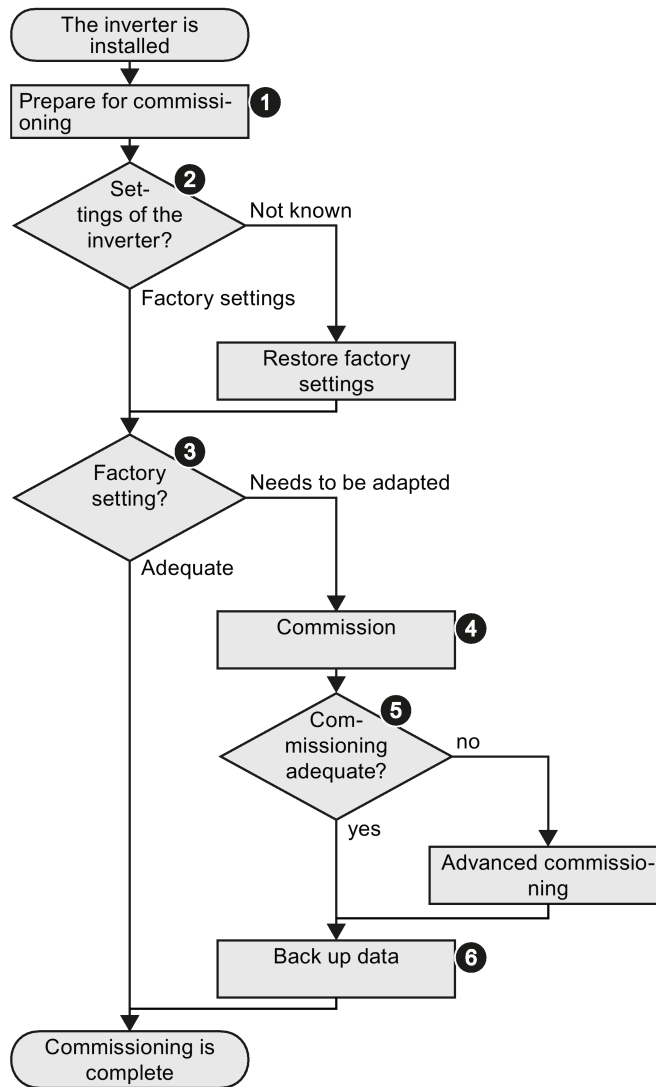 The inverter is
installed
Prepare for commissi-
oning
1
Set-
tings of the
inverter?
2
Not known
Factory settings
Restore factory
settings
Factory
setting?
3
Needs to be adapted
Adequate
Commission
4
Com-
missioning
adequate?
5
no
yes
Advanced commissio-
ning
Back up data
6
Commissioning is
complete